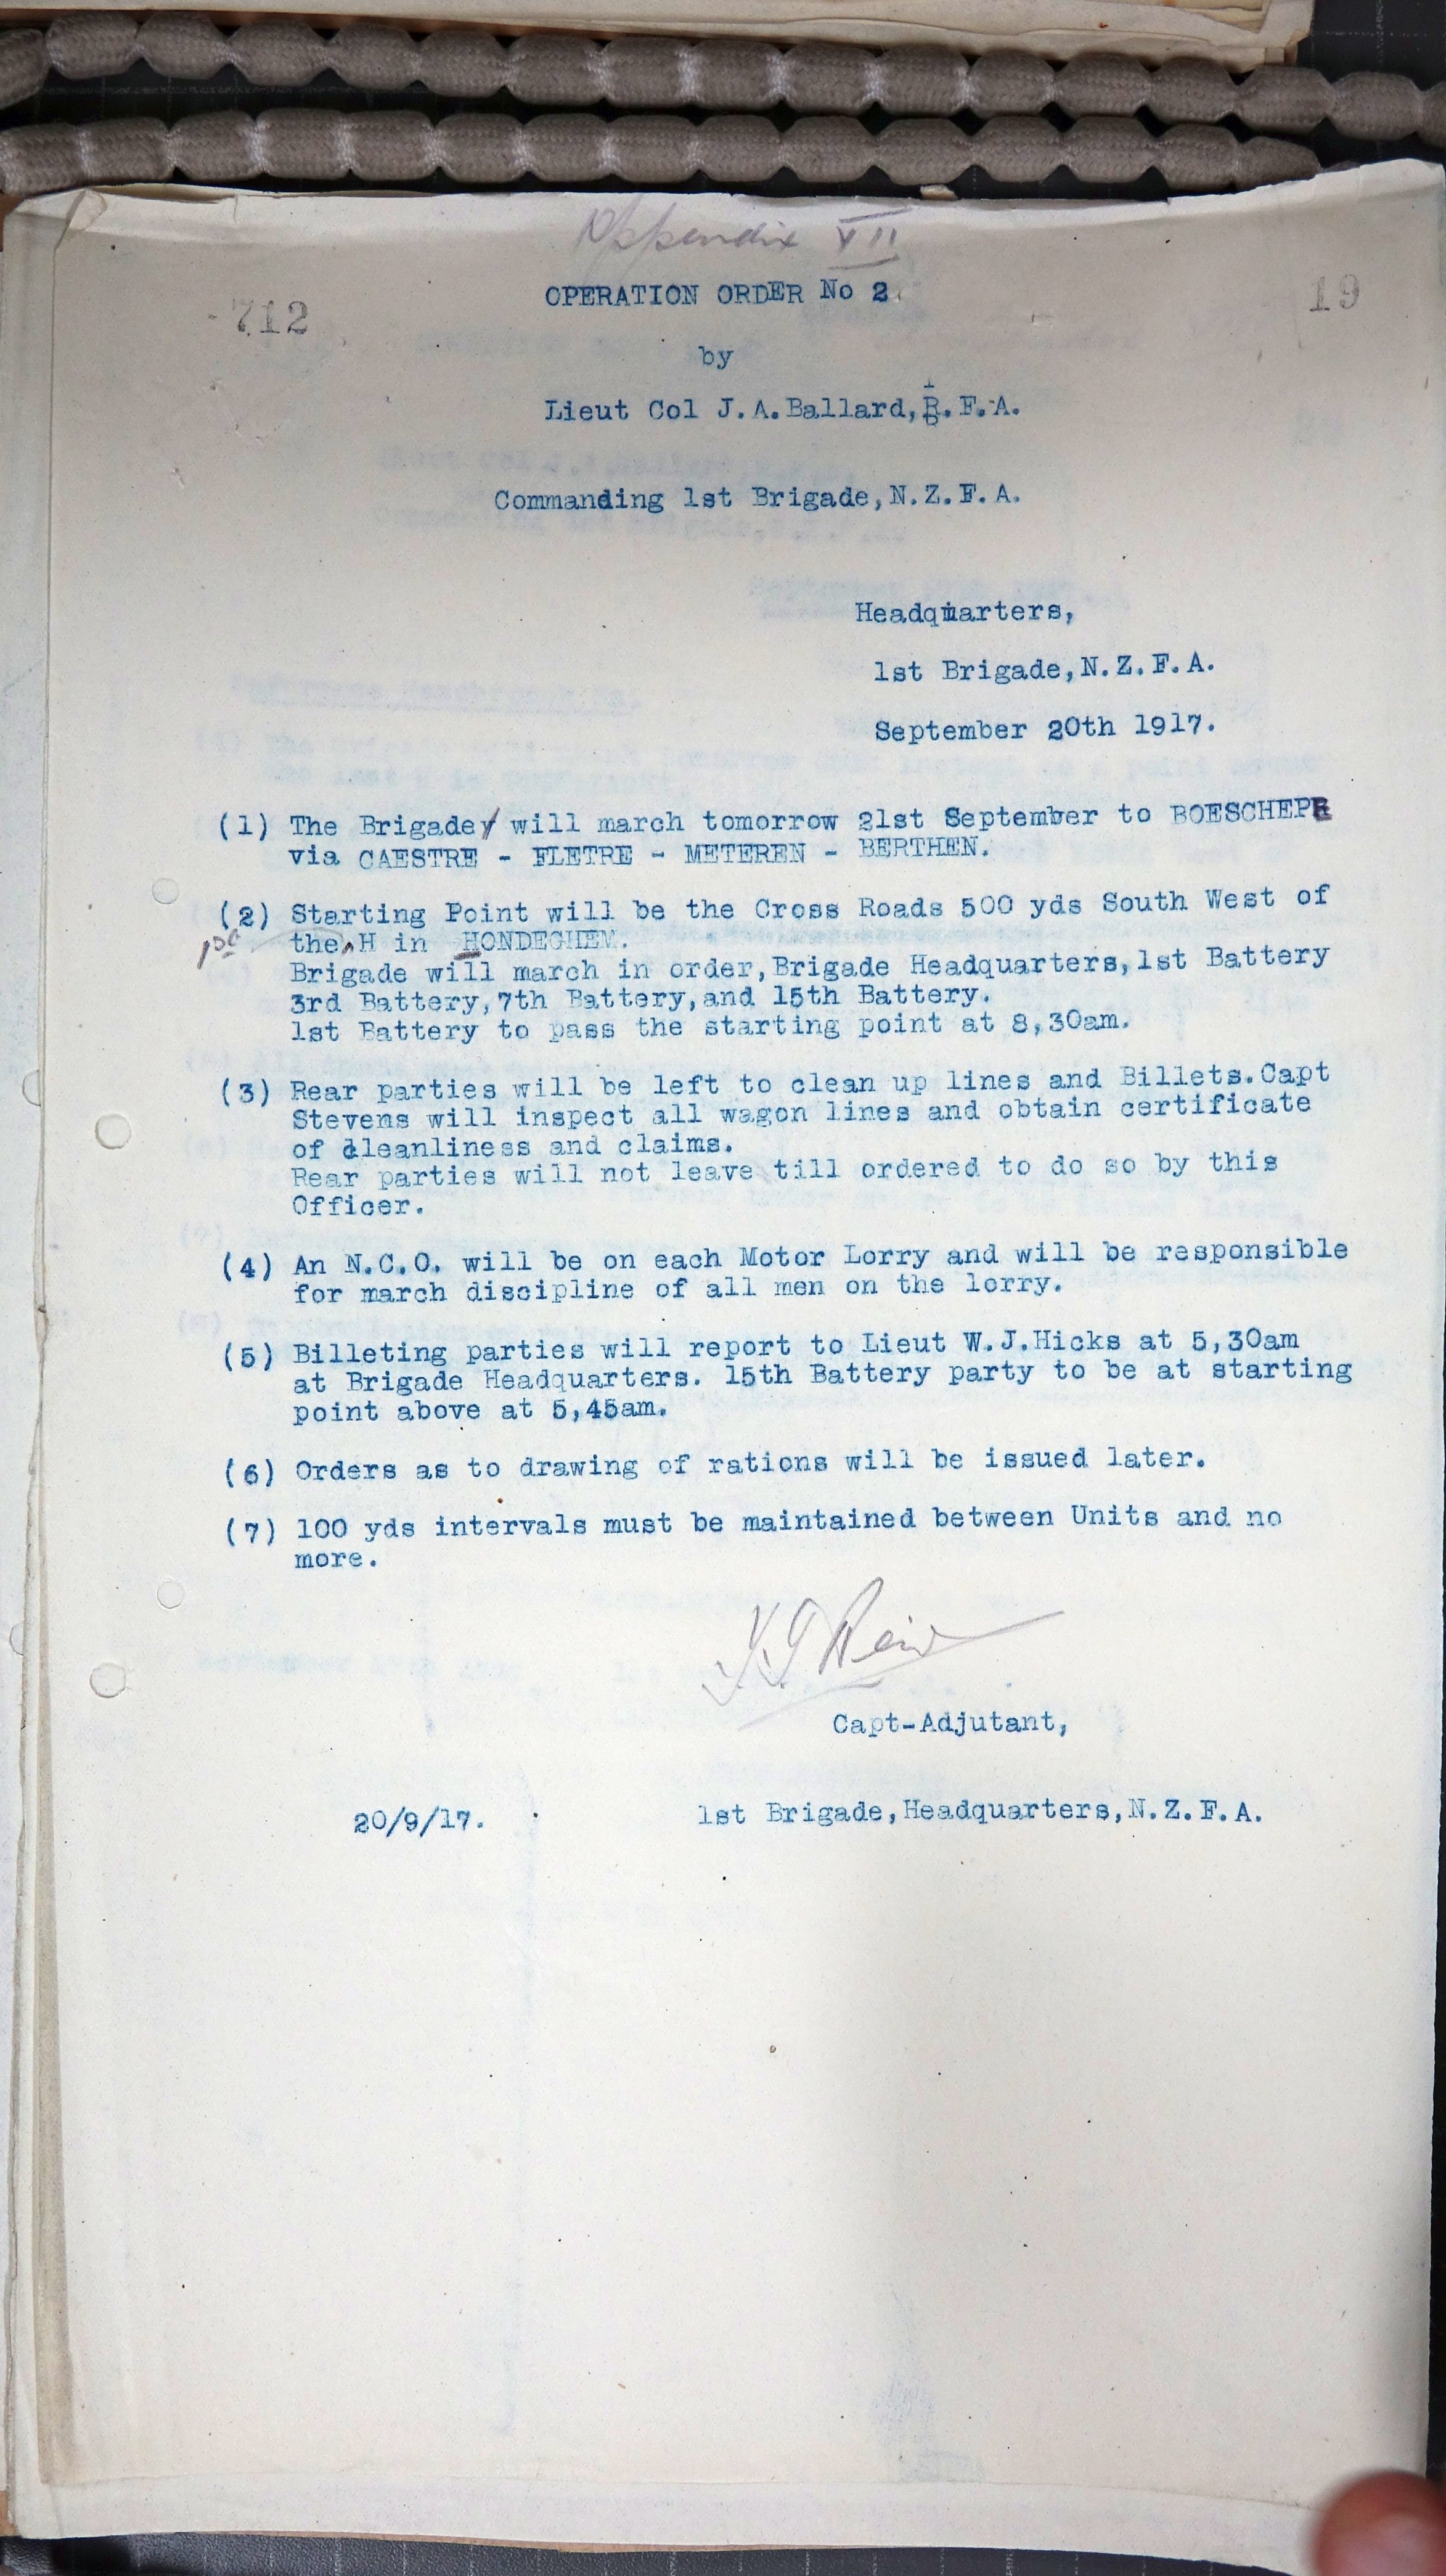 Appendix VII
OPERATION ORDER No 2.
712
19
by
Lieut Col J.A.Ballard,R.F.A.
Commanding 1st Brigade,N.Z.F.A.
Headquarters,
1st Brigade,N.Z.F.A.
September 20th 1917.
(1) The Brigade will march tomorrow 21st September to BOESCHEPE
via CAESTRE - FLETRE - METEREN - BERTHEN.
(2) Starting Point will be the Cross Roads 500 yds South West of
1st
the ^ H in HONDEGHEM.
Brigade will march in order,Brigade Headquarters,1st Battery
3rd Battery,7th Battery,and 15th Battery.
1st Battery to pass the starting point at 8,30am.
(3) Rear parties will be left to clean up lines and Billets.Capt
Stevens will inspect all wagon lines and obtain certificate
of cleanliness and claims.
Rear parties will not leave till ordered to do so by this
Officer.
(4) An N.C.O. will be on each Motor Lorry and will be responsible
for march discipline of all men on the lorry.
(5) Billeting parties will report to Lieut W.J.Hicks at 5,30am
at Brigade Headquarters. 15th Battery party to be at starting
point above at 5,45am.
(6) Orders as to drawing of rations will be issued later.
(7) 100 yds intervals must be maintained between Units and no
more.
Capt-Adjutant,
20/9/17.
1st Brigade,Headquarters,N.Z.F.A.